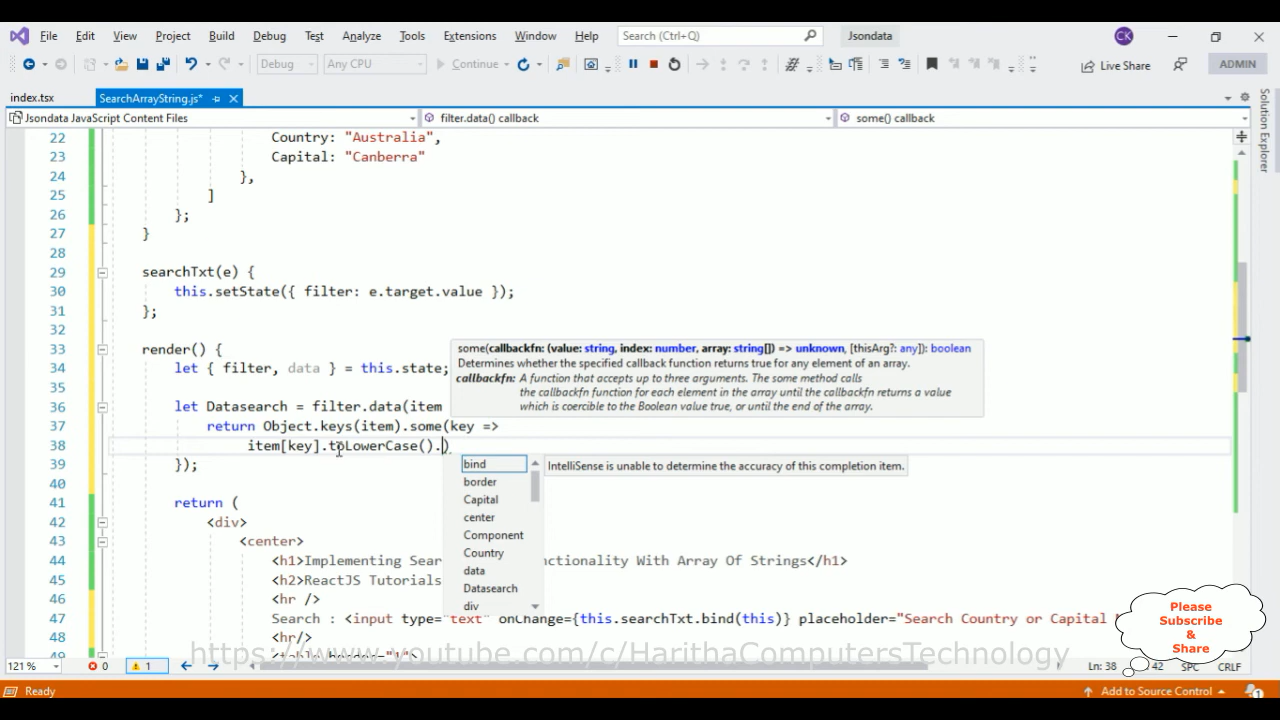 File Edit View Project Build Debug Test Analyze Tools Extensions Window Help Search (Ctrl+Q) Jsondata CK
Debug Any CPU Continue Live Share ADMIN
index.tsx SearchArrayString.js*
Jsondata JavaScript Content Files filter.data() callback some() callback
Solution Explorer
22 Country: "Australia",
23 Capital: "Canberra"
24 },
25 ]
26 };
27 }
28
29 searchTxt(e) {
30 this.setState({ filter: e.target.value });
31 };
32
33 render() {
some(callbackfn: (value: string, index: number, array: string[]) => unknown, [thisArg?: any]): boolean
Determines whether the specified callback function returns true for any element of an array.
callbackfn: A function that accepts up to three arguments. The some method calls
the callbackfn function for each element in the array until the callbackfn returns a value
which is coercible to the Boolean value true, or until the end of the array.
34 let { filter, data } = this.state;
35
36 let Datasearch = filter.data(item
37 return Object.keys(item).some(key =>
38 item[key].toLowerCase().)
39 });
bind IntelliSense is unable to determine the accuracy of this completion item.
border
Capital
center
Component
Country
data
Datasearch
div
40
41 return (
42 <div>
43 <center>
44 <h1>Implementing Sear ctionality With Array Of Strings</h1>
45 <h2>ReactJS Tutorials
46 <hr />
47 Search : <input type="text" onChange={this.searchTxt.bind(this)} placeholder="Search Country or Capital
48 <hr/>
49 <table border="1">
Please
Subscribe
&
Share
https://www.youtube.com/c/HarithaComputersTechnology
121 % 0 1 Ln: 38 42 SPC CRLF
Ready Add to Source Control 1